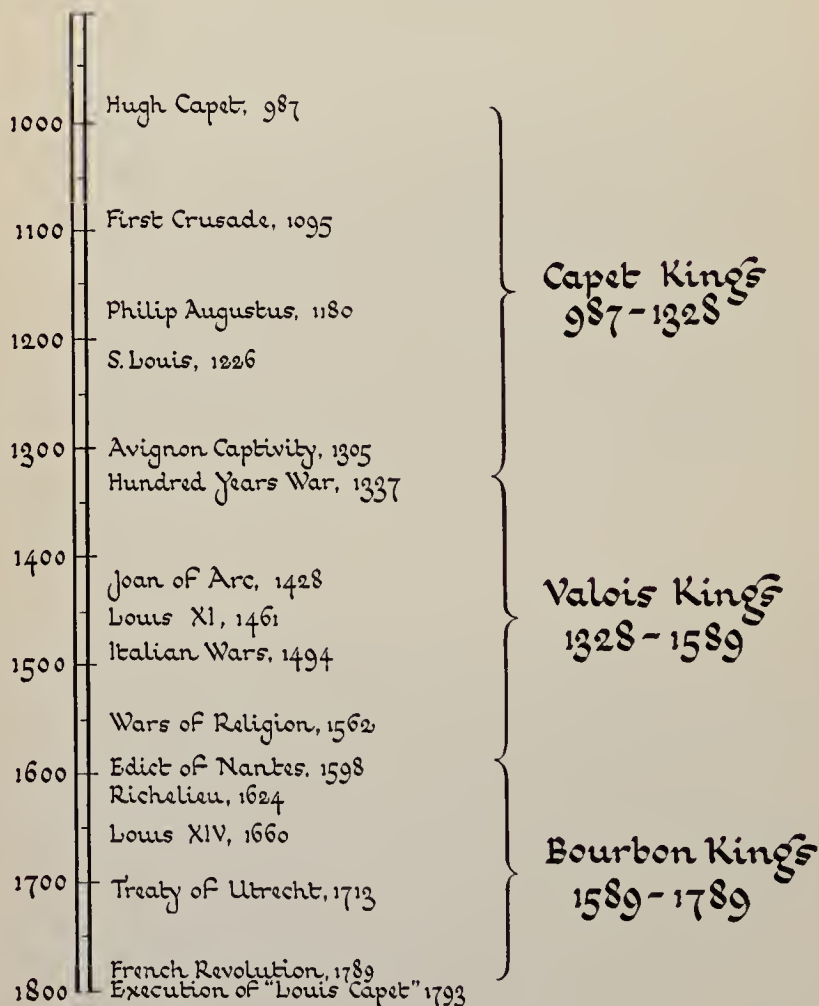 Hugh Capet, 987
1000
First Crusade, 1095
1100
Capet Kings
987-1328
Philip Augustus, 1180
1200
S. Louis, 1226
1300
Avignon Captivity, 1305
Hundred Years War, 1337
1400
Joan of Arc, 1428
Louis XI, 1461
Valois Kings
1328-1589
Italian Wars, 1494
1500
Wars of Religion, 1562
1600
Edict of Nantes, 1598
Richelieu, 1624
Louis XIV, 1660
Bourbon Kings
1589-1789
1700
Treaty of Utrecht, 1713
French Revolution, 1789
1800
Execution of "Louis Capet" 1793